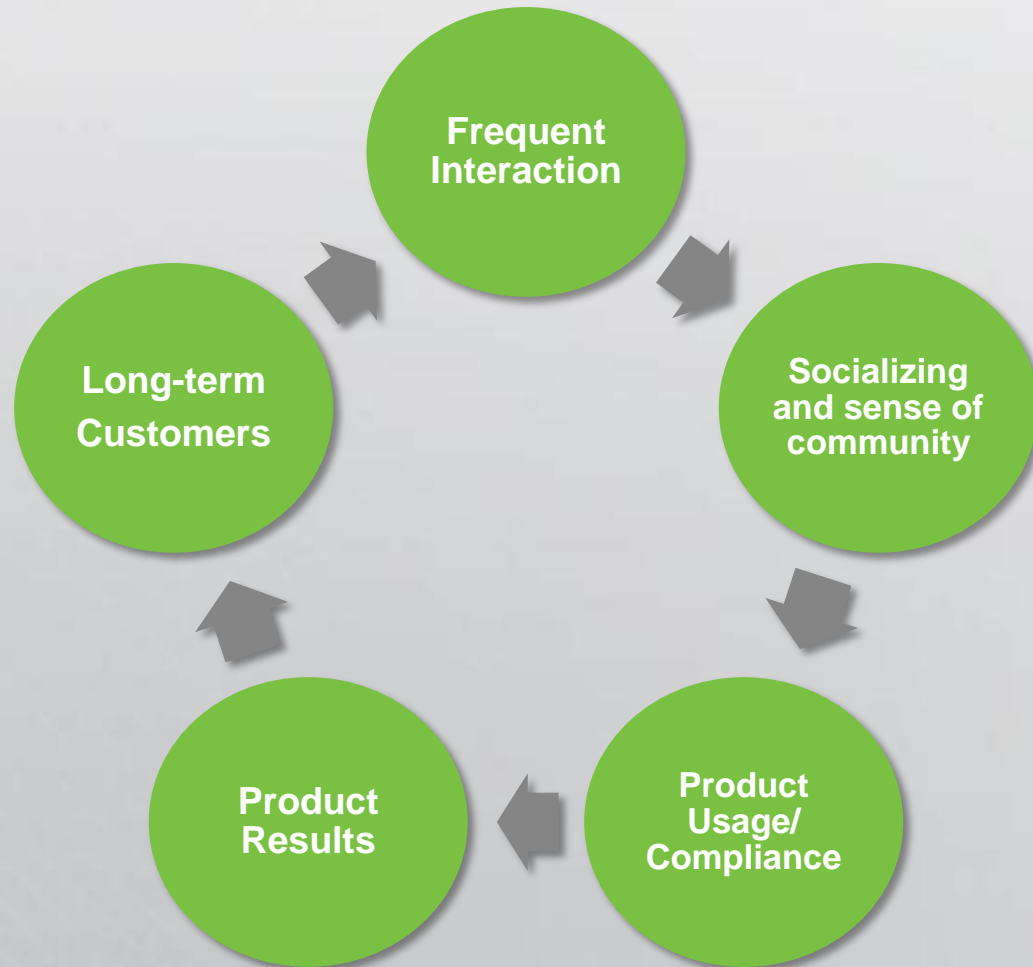 Frequent
Interaction
Socializing
and sense of
community
Product
Usage/
Compliance
Product
Results
Long-term
Customers